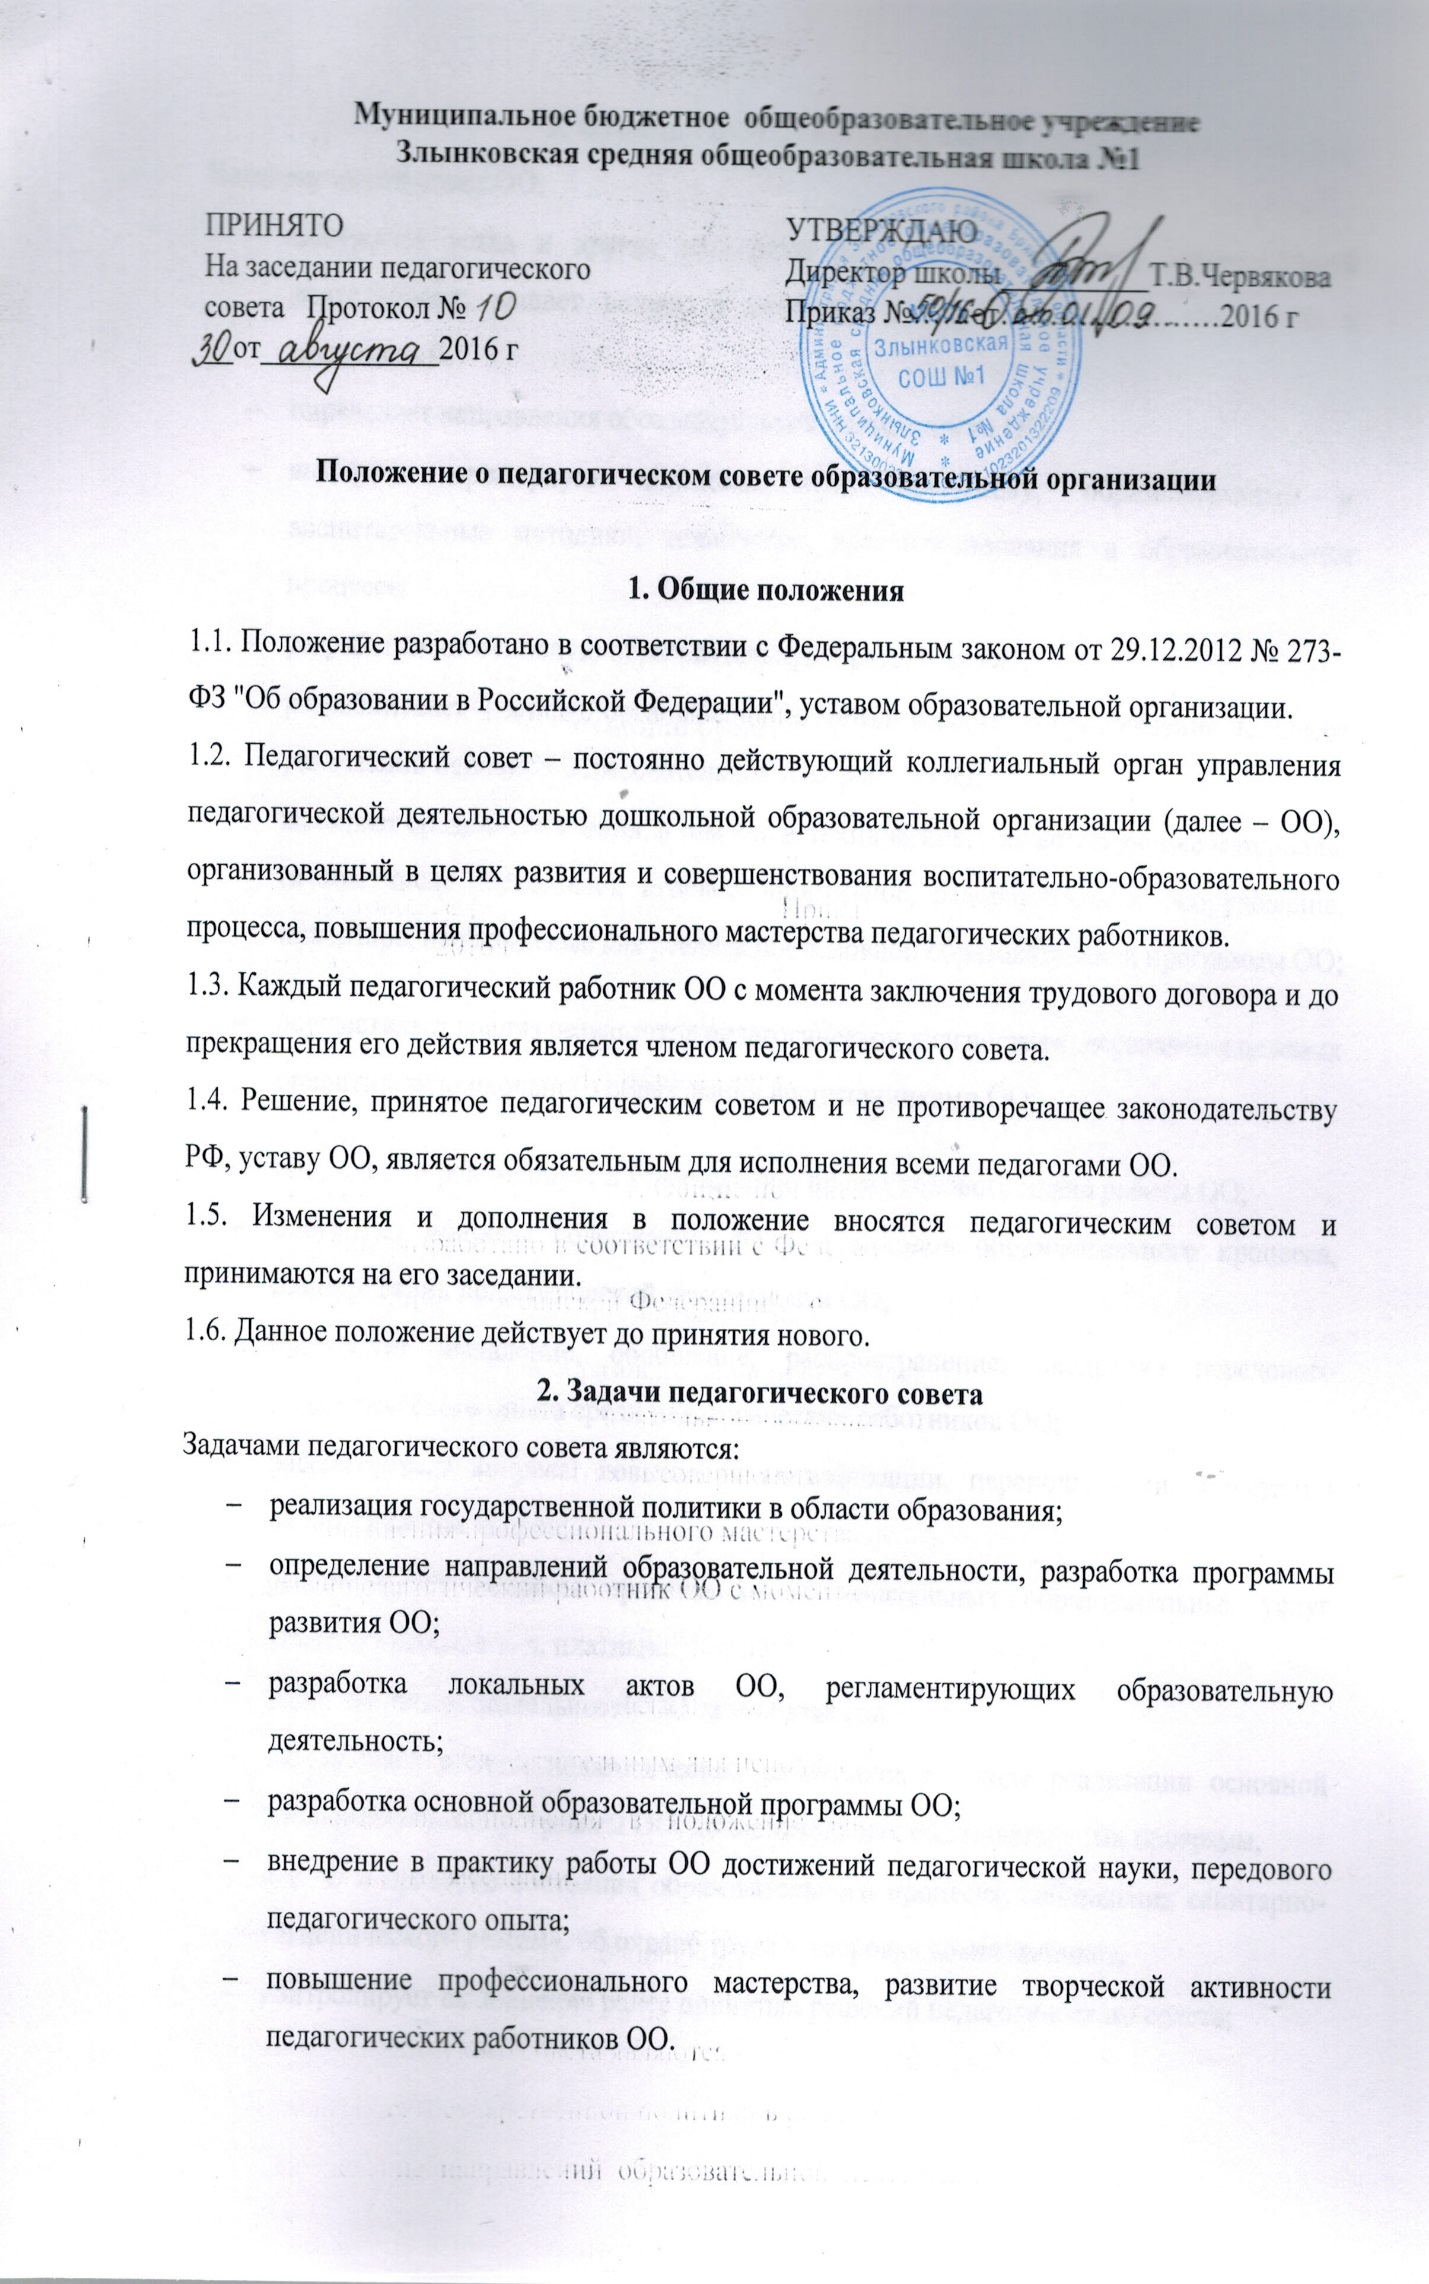 Муниципальное бюджетное общеобразовательное учреждение
Злынковская средняя общеобразовательная школа №1
ПРИНЯТО
На заседании педагогического
совета Протокол № 10
30 от августа 2016 г
УТВЕРЖДАЮ
Директор школы Т.В.Червякова
Приказ № от 01.09 2016 г
Злынковская
СОШ №1
Положение о педагогическом совете образовательной организации
1. Общие положения
1.1. Положение разработано в соответствии с Федеральным законом от 29.12.2012 № 273-
ФЗ "Об образовании в Российской Федерации", уставом образовательной организации.
1.2. Педагогический совет – постоянно действующий коллегиальный орган управления
педагогической деятельностью дошкольной образовательной организации (далее – ОО),
организованный в целях развития и совершенствования воспитательно-образовательного
процесса, повышения профессионального мастерства педагогических работников.
1.3. Каждый педагогический работник ОО с момента заключения трудового договора и до
прекращения его действия является членом педагогического совета.
1.4. Решение, принятое педагогическим советом и не противоречащее законодательству
РФ, уставу ОО, является обязательным для исполнения всеми педагогами ОО.
1.5. Изменения и дополнения в положение вносятся педагогическим советом и
принимаются на его заседании.
1.6. Данное положение действует до принятия нового.
2. Задачи педагогического совета
Задачами педагогического совета являются:
– реализация государственной политики в области образования;
– определение направлений образовательной деятельности, разработка программы
развития ОО;
– разработка локальных актов ОО, регламентирующих образовательную
деятельность;
– разработка основной образовательной программы ОО;
– внедрение в практику работы ОО достижений педагогической науки, передового
педагогического опыта;
– повышение профессионального мастерства, развитие творческой активности
педагогических работников ОО.